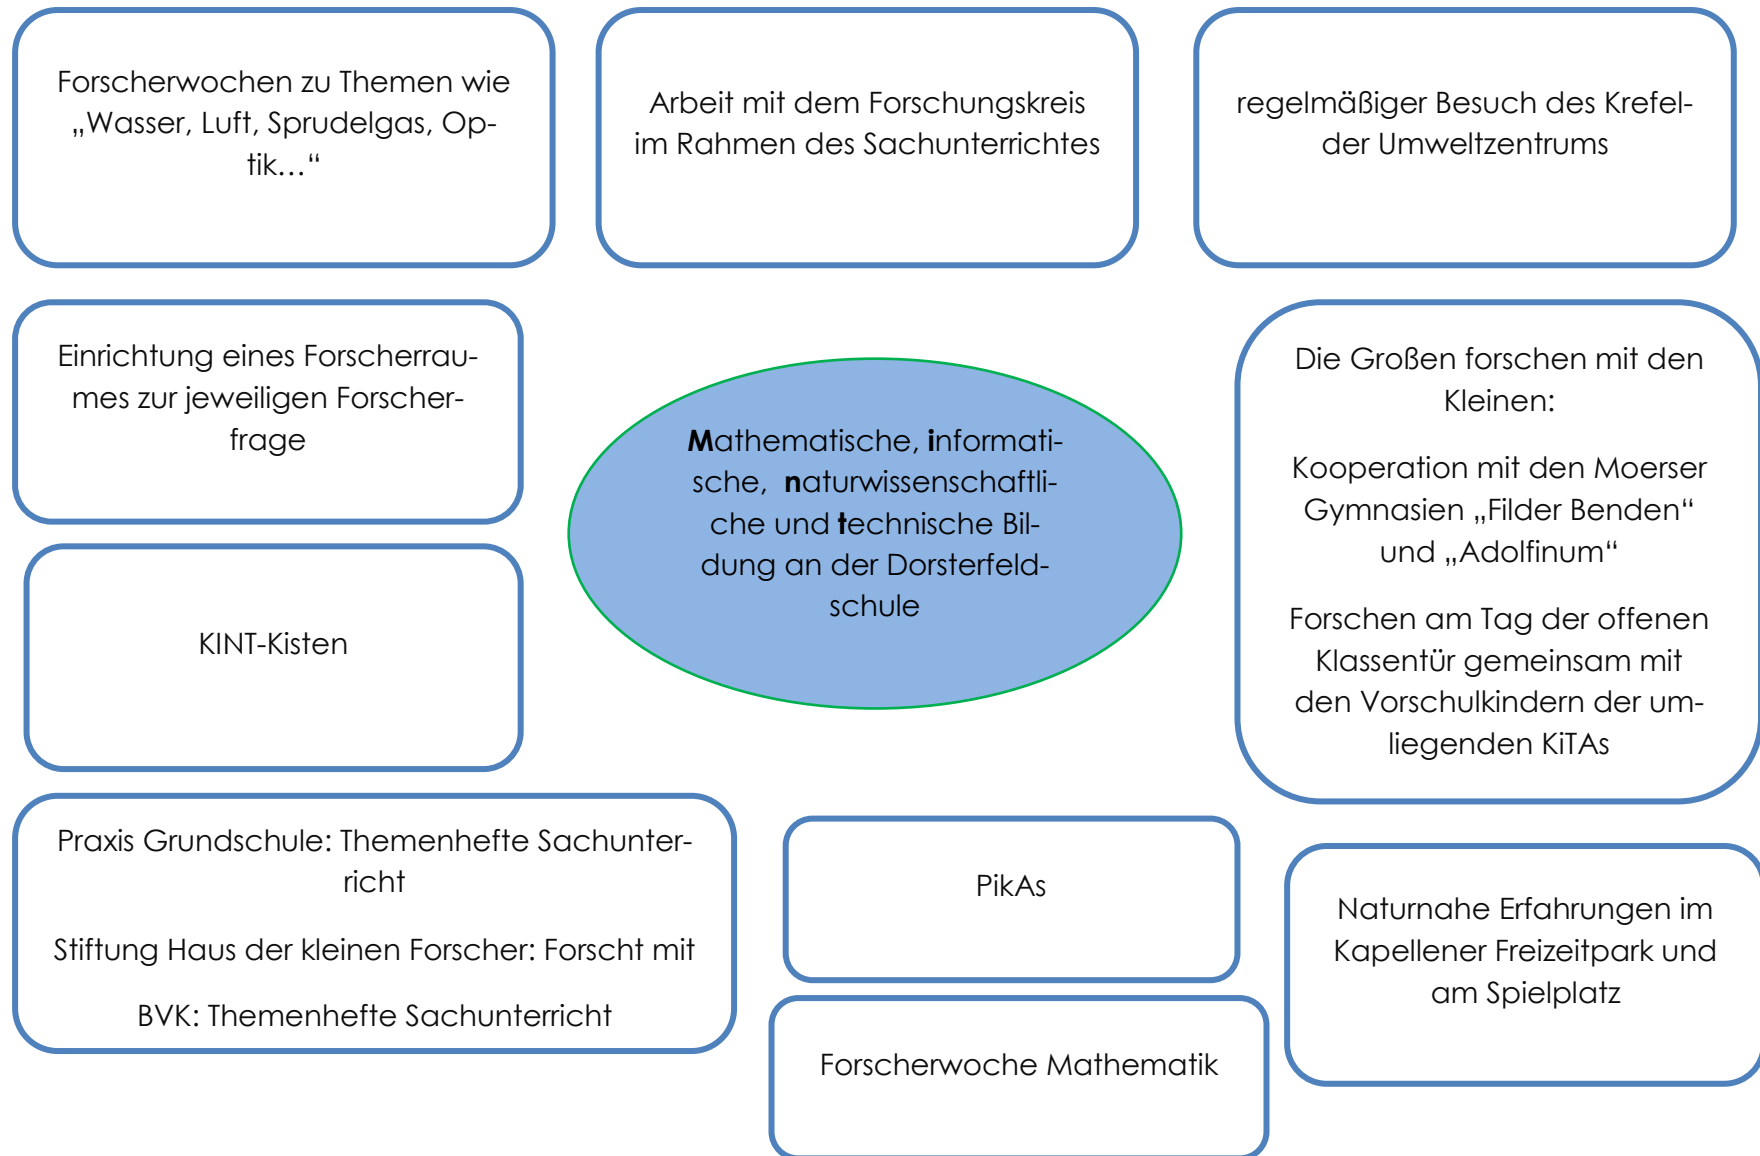 Forscherwochen zu Themen wie
„Wasser, Luft, Sprudelgas, Op-
tik…“
Arbeit mit dem Forschungskreis
im Rahmen des Sachunterrichtes
regelmäßiger Besuch des Krefel-
der Umweltzentrums
Einrichtung eines Forscherrau-
mes zur jeweiligen Forscher-
frage
Mathematische, informati-
sche, naturwissenschaftli-
che und technische Bil-
dung an der Dorsterfeld-
schule
Die Großen forschen mit den
Kleinen:
Kooperation mit den Moerser
Gymnasien „Filder Benden“
und „Adolfinum“
Forschen am Tag der offenen
Klassentür gemeinsam mit
den Vorschulkindern der um-
liegenden KiTAs
KINT-Kisten
Praxis Grundschule: Themenhefte Sachunter-
richt
Stiftung Haus der kleinen Forscher: Forscht mit
BVK: Themenhefte Sachunterricht
PikAs
Naturnahe Erfahrungen im
Kapellener Freizeitpark und
am Spielplatz
Forscherwoche Mathematik